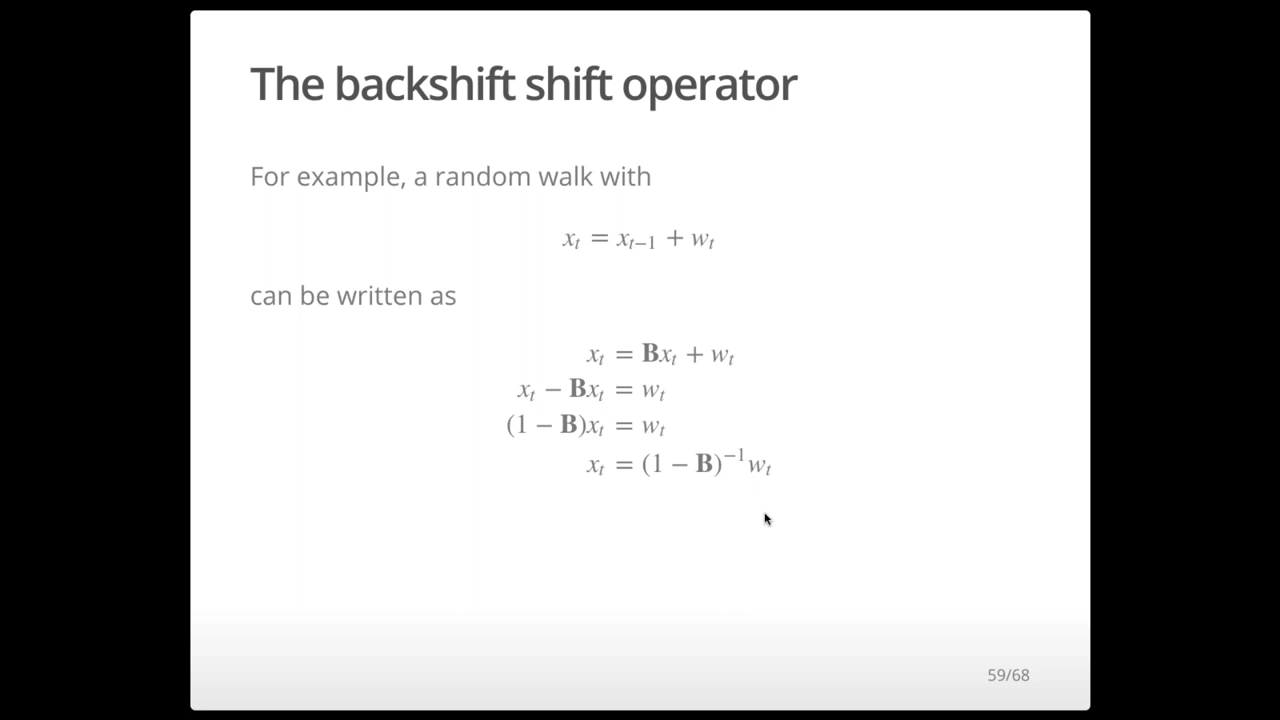 The backshift shift operator
For example, a random walk with
xₜ = xₜ₋₁ + wₜ
can be written as
xₜ = Bxₜ + wₜ
xₜ − Bxₜ = wₜ
(1 − B)xₜ = wₜ
xₜ = (1 − B)⁻¹wₜ
59/68